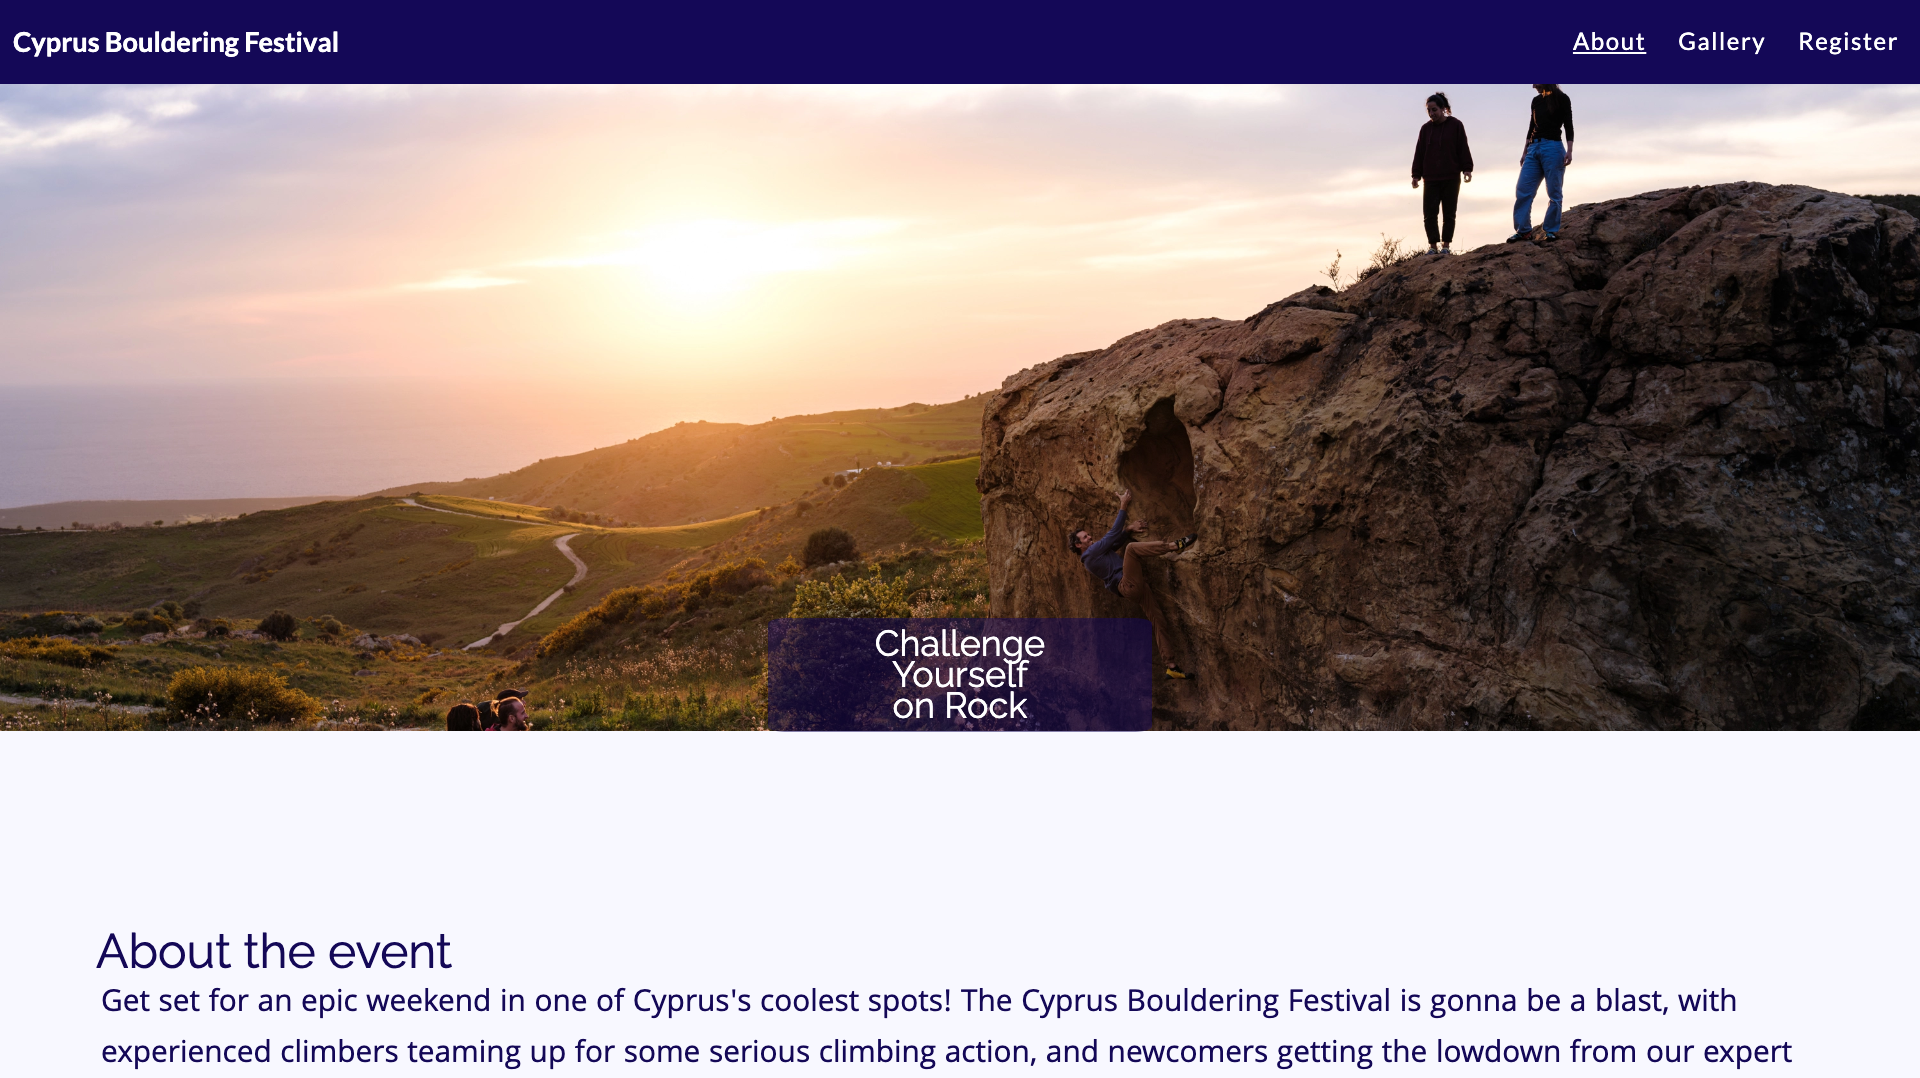 Cyprus Bouldering Festival
About Gallery Register
Challenge
Yourself
on Rock
About the event
Get set for an epic weekend in one of Cyprus's coolest spots! The Cyprus Bouldering Festival is gonna be a blast, with
experienced climbers teaming up for some serious climbing action, and newcomers getting the lowdown from our expert